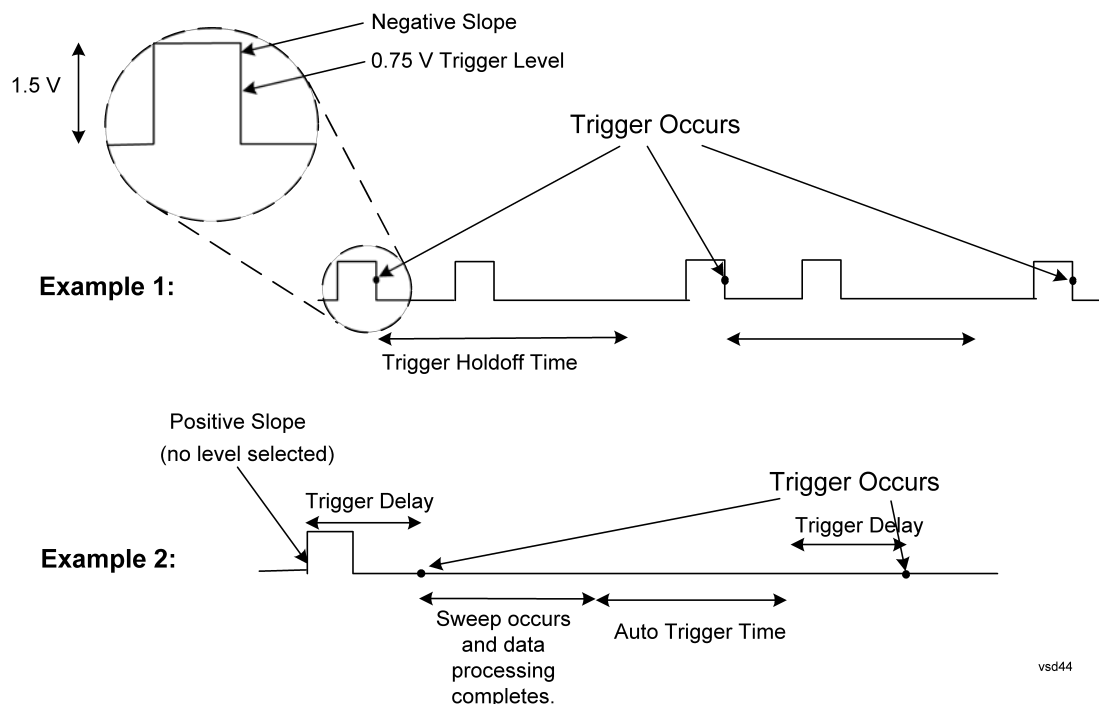 Negative Slope
0.75 V Trigger Level
1.5 V
Trigger Occurs
Example 1:
Trigger Holdoff Time
Positive Slope
(no level selected)
Trigger Delay
Trigger Occurs
Trigger Delay
Example 2:
Sweep occurs
and data
processing
completes.
Auto Trigger Time
vsd44